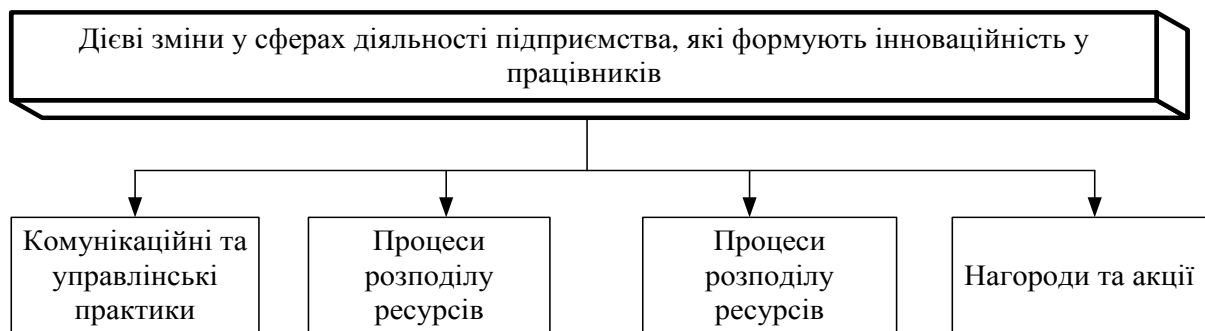 Дієві зміни у сферах діяльності підприємства, які формують інноваційність у
працівників
Комунікаційні та
управлінські
практики
Процеси
розподілу
ресурсів
Процеси
розподілу
ресурсів
Нагороди та акції